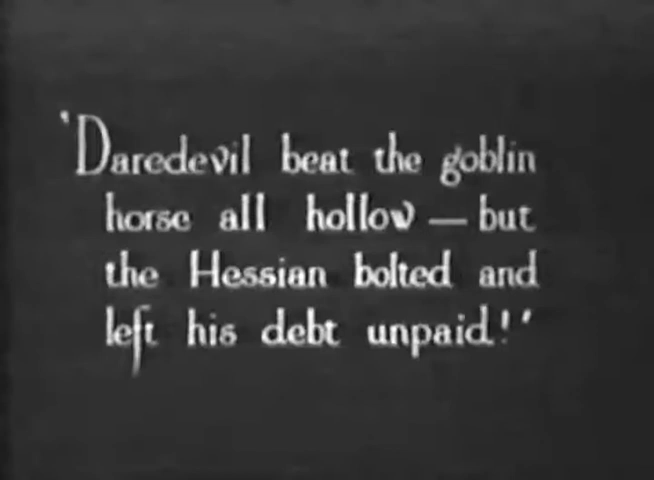 'Daredevil beat the goblin
horse all hollow — but
the Hessian bolted and
left his debt unpaid!'